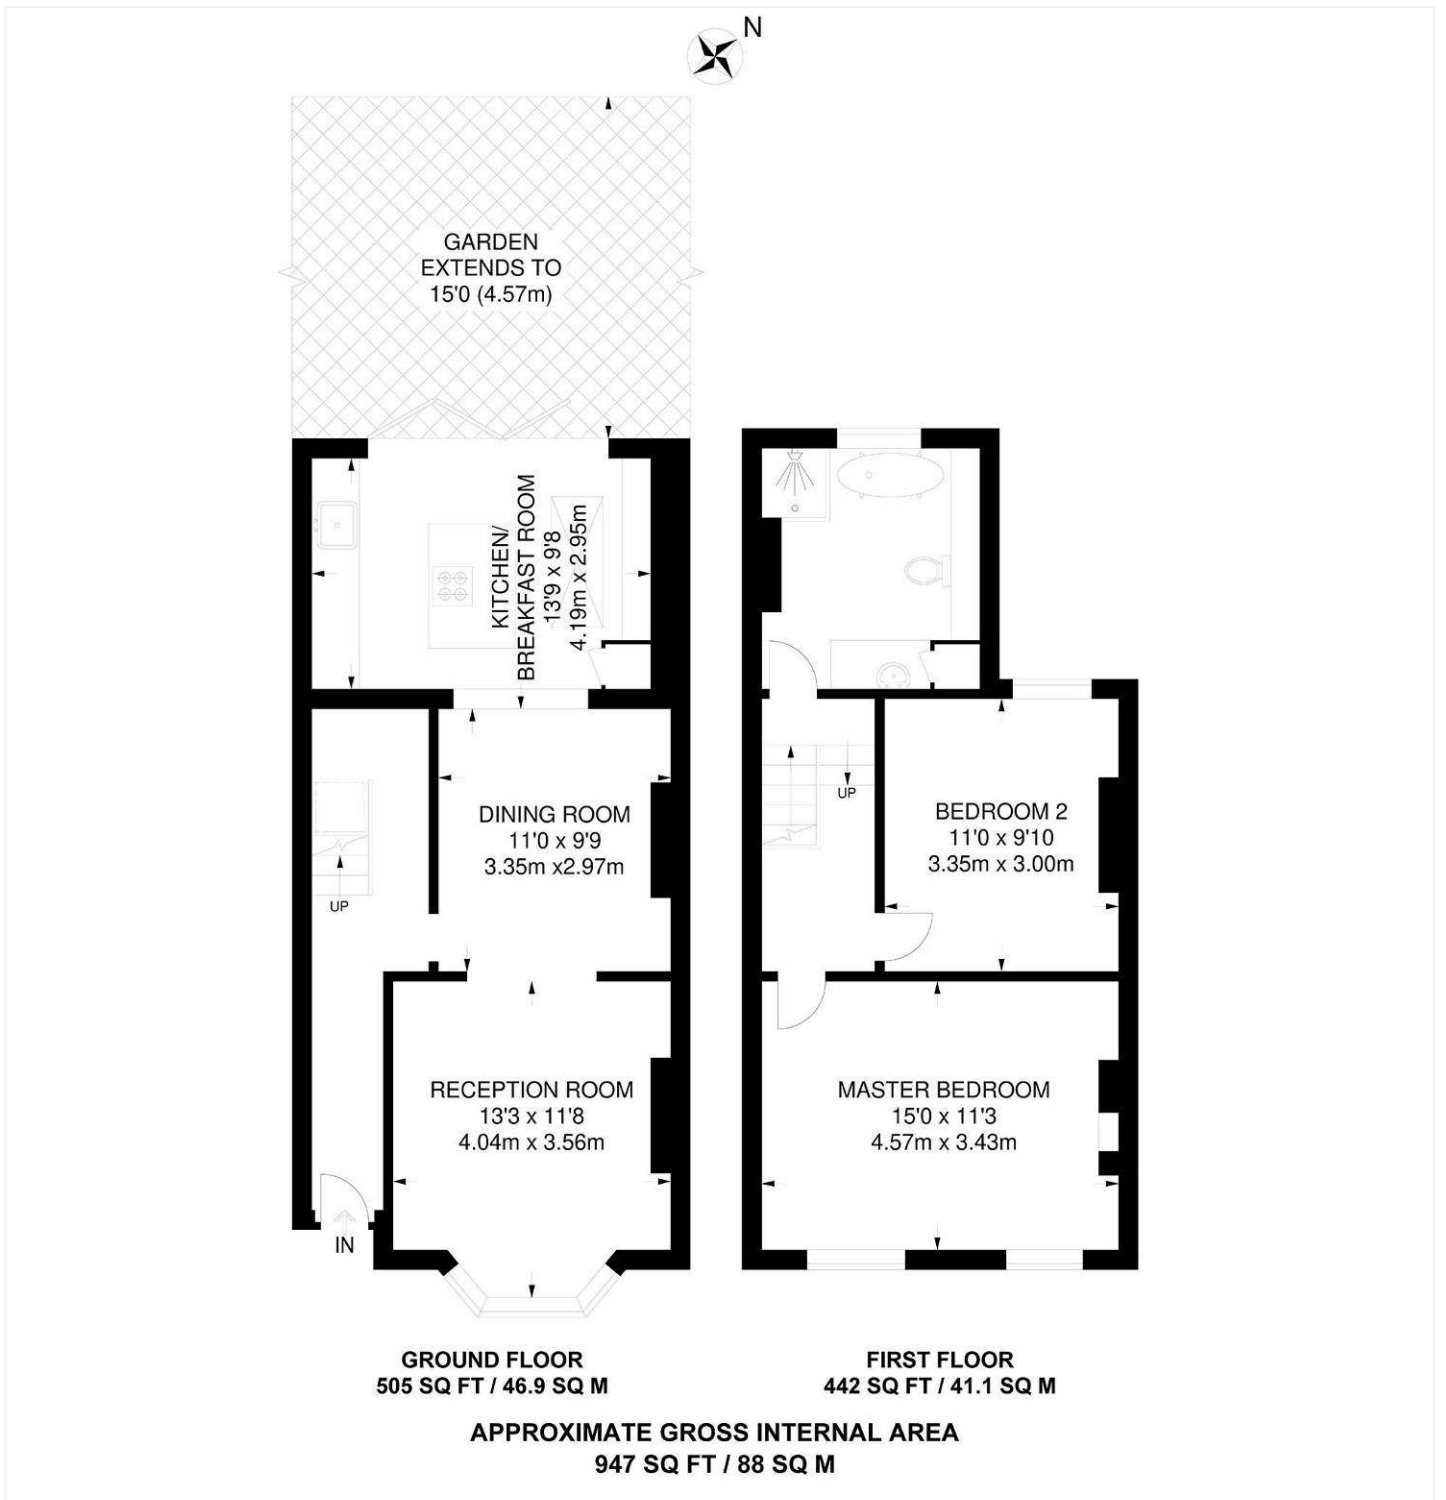 N
GARDEN
EXTENDS TO
15'0 (4.57m)
KITCHEN/
BREAKFAST ROOM
13'9 x 9'8
4.19m x 2.95m
DINING ROOM
11'0 x 9'9
3.35m x2.97m
UP
RECEPTION ROOM
13'3 x 11'8
4.04m x 3.56m
IN
UP
BEDROOM 2
11'0 x 9'10
3.35m x 3.00m
MASTER BEDROOM
15'0 x 11'3
4.57m x 3.43m
GROUND FLOOR
505 SQ FT / 46.9 SQ M
FIRST FLOOR
442 SQ FT / 41.1 SQ M
APPROXIMATE GROSS INTERNAL AREA
947 SQ FT / 88 SQ M